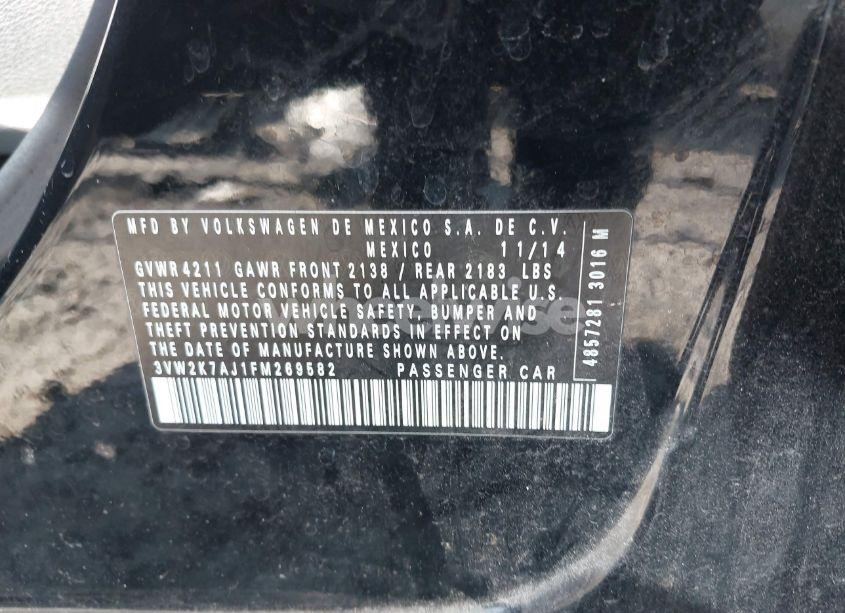 MFD BY VOLKSWAGEN DE MEXICO S.A. DE C.V.
MEXICO 11/14
GVWR 4211 GAWR FRONT 2138 / REAR 2183 LBS
THIS VEHICLE CONFORMS TO ALL APPLICABLE U.S.
FEDERAL MOTOR VEHICLE SAFETY, BUMPER AND
THEFT PREVENTION STANDARDS IN EFFECT ON
THE DATE OF MANUFACTURE SHOWN ABOVE.
3VW2K7AJ1FM269582 PASSENGER CAR
4857281 3016 M